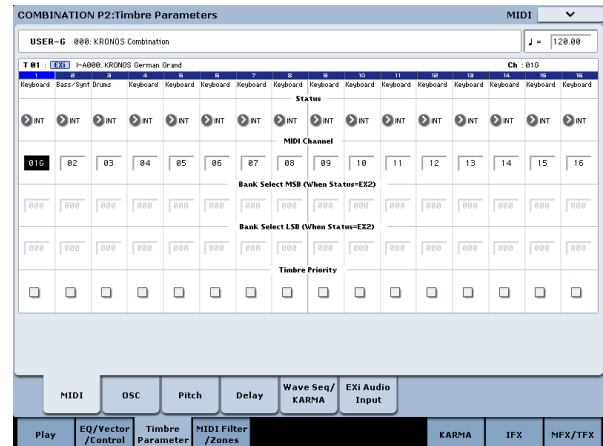 COMBINATION P2:Timbre Parameters MIDI
USER-G 000: KRONOS Combination ♩ = 120.00
T 01 : EXi I-A000: KRONOS German Grand Ch : 01G
1 2 3 4 5 6 7 8 9 10 11 12 13 14 15 16
Keyboard Bass/Synt Drums Keyboard Keyboard Keyboard Keyboard Keyboard Keyboard Keyboard Keyboard Keyboard Keyboard Keyboard Keyboard Keyboard
Status
INT INT INT INT INT INT INT INT INT INT INT INT INT INT INT INT
MIDI Channel
01G 02 03 04 05 06 07 08 09 10 11 12 13 14 15 16
Bank Select MSB (When Status=EX2)
000 000 000 000 000 000 000 000 000 000 000 000 000 000 000 000
Bank Select LSB (When Status=EX2)
000 000 000 000 000 000 000 000 000 000 000 000 000 000 000 000
Timbre Priority
MIDI OSC Pitch Delay Wave Seq/ KARMA EXi Audio Input
Play EQ/Vector /Control Timbre Parameter MIDI Filter /Zones KARMA IFX MFX/TFX